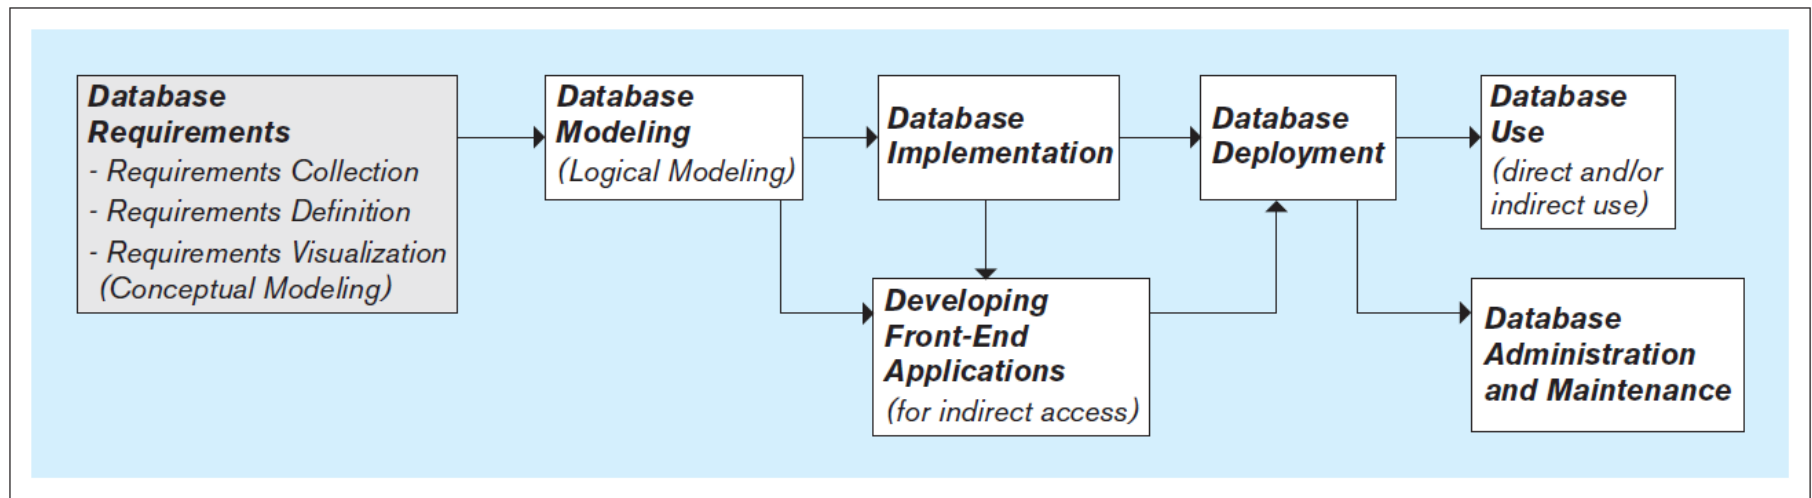 Database
Requirements
- Requirements Collection
- Requirements Definition
- Requirements Visualization
(Conceptual Modeling)
Database
Modeling
(Logical Modeling)
Database
Implementation
Database
Deployment
Database
Use
(direct and/or
indirect use)
Developing
Front-End
Applications
(for indirect access)
Database
Administration
and Maintenance